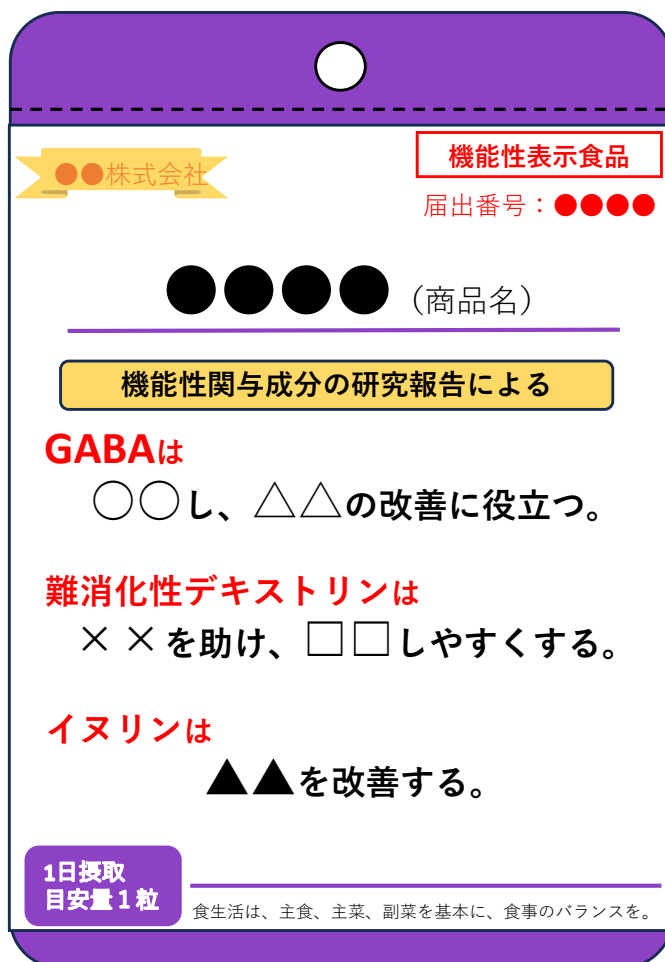 ●●株式会社
機能性表示食品
届出番号：●●●●
●●●●（商品名）
機能性関与成分の研究報告による
GABAは
○○し、△△の改善に役立つ。
難消化性デキストリンは
××を助け、□□しやすくする。
イヌリンは
▲▲を改善する。
1日摂取
目安量１粒
食生活は、主食、主菜、副菜を基本に、食事のバランスを。